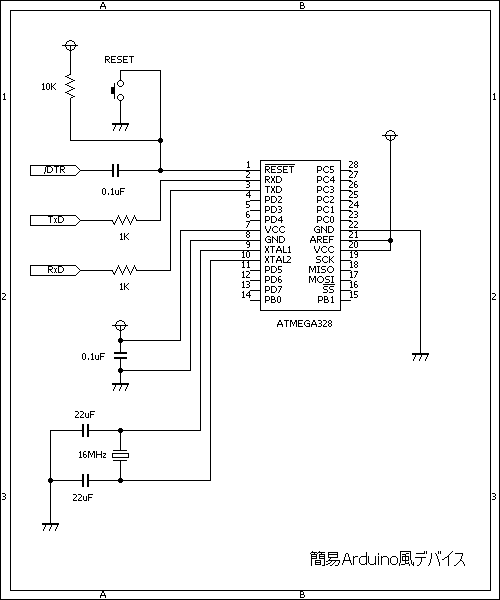 A B
RESET
10K
1 1
/DTR
0.1uF
TxD
1K
RxD
1K
1 RESET PC5 28
2 RXD PC4 27
3 TXD PC3 26
4 PD2 PC2 25
5 PD3 PC1 24
6 PD4 PC0 23
7 VCC GND 22
8 GND AREF 21
9 XTAL1 VCC 20
10 XTAL2 SCK 19
11 PD5 MISO 18
12 PD6 MOSI 17
13 PD7 SS 16
14 PB0 PB1 15
ATMEGA328
2 2
0.1uF
22uF
16MHz
22uF
3 3
簡易Arduino風デバイス
A B